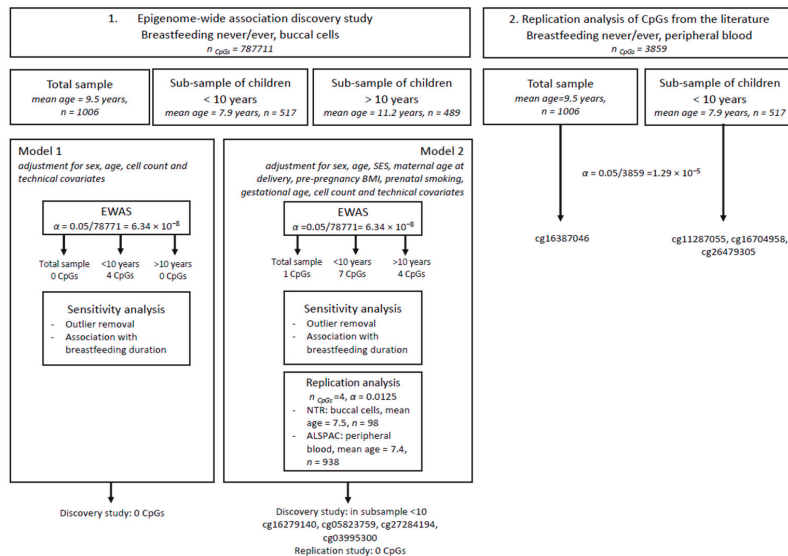 1. Epigenome-wide association discovery study
Breastfeeding never/ever, buccal cells
n CpGs = 787711
Total sample
mean age = 9.5 years,
n = 1006
Sub-sample of children
< 10 years
mean age = 7.9 years, n = 517
Sub-sample of children
> 10 years
mean age = 11.2 years, n = 489
Model 1
adjustment for sex, age, cell count and
technical covariates
EWAS
α = 0.05/78771= 6.34 × 10⁻⁸
Total sample
0 CpGs
<10 years
4 CpGs
>10 years
0 CpGs
Sensitivity analysis
- Outlier removal
- Association with
breastfeeding duration
Discovery study: 0 CpGs
Model 2
adjustment for sex, age, SES, maternal age at
delivery, pre-pregnancy BMI, prenatal smoking,
gestational age, cell count and technical covariates
EWAS
α =0.05/78771= 6.34 × 10⁻⁸
Total sample
1 CpGs
<10 years
7 CpGs
>10 years
4 CpGs
Sensitivity analysis
- Outlier removal
- Association with
breastfeeding duration
Replication analysis
n CpGs =4, α = 0.0125
- NTR: buccal cells, mean
age = 7.5, n = 98
- ALSPAC: peripheral
blood, mean age = 7.4,
n = 938
Discovery study: in subsample <10
cg16279140, cg05823759, cg27284194,
cg03995300
Replication study: 0 CpGs
2. Replication analysis of CpGs from the literature
Breastfeeding never/ever, peripheral blood
n CpGs = 3859
Total sample
mean age=9.5 years, n =
1006
Sub-sample of children
< 10 years
mean age = 7.9 years, n = 517
α = 0.05/3859 =1.29 × 10⁻⁵
cg16387046
cg11287055, cg16704958,
cg26479305